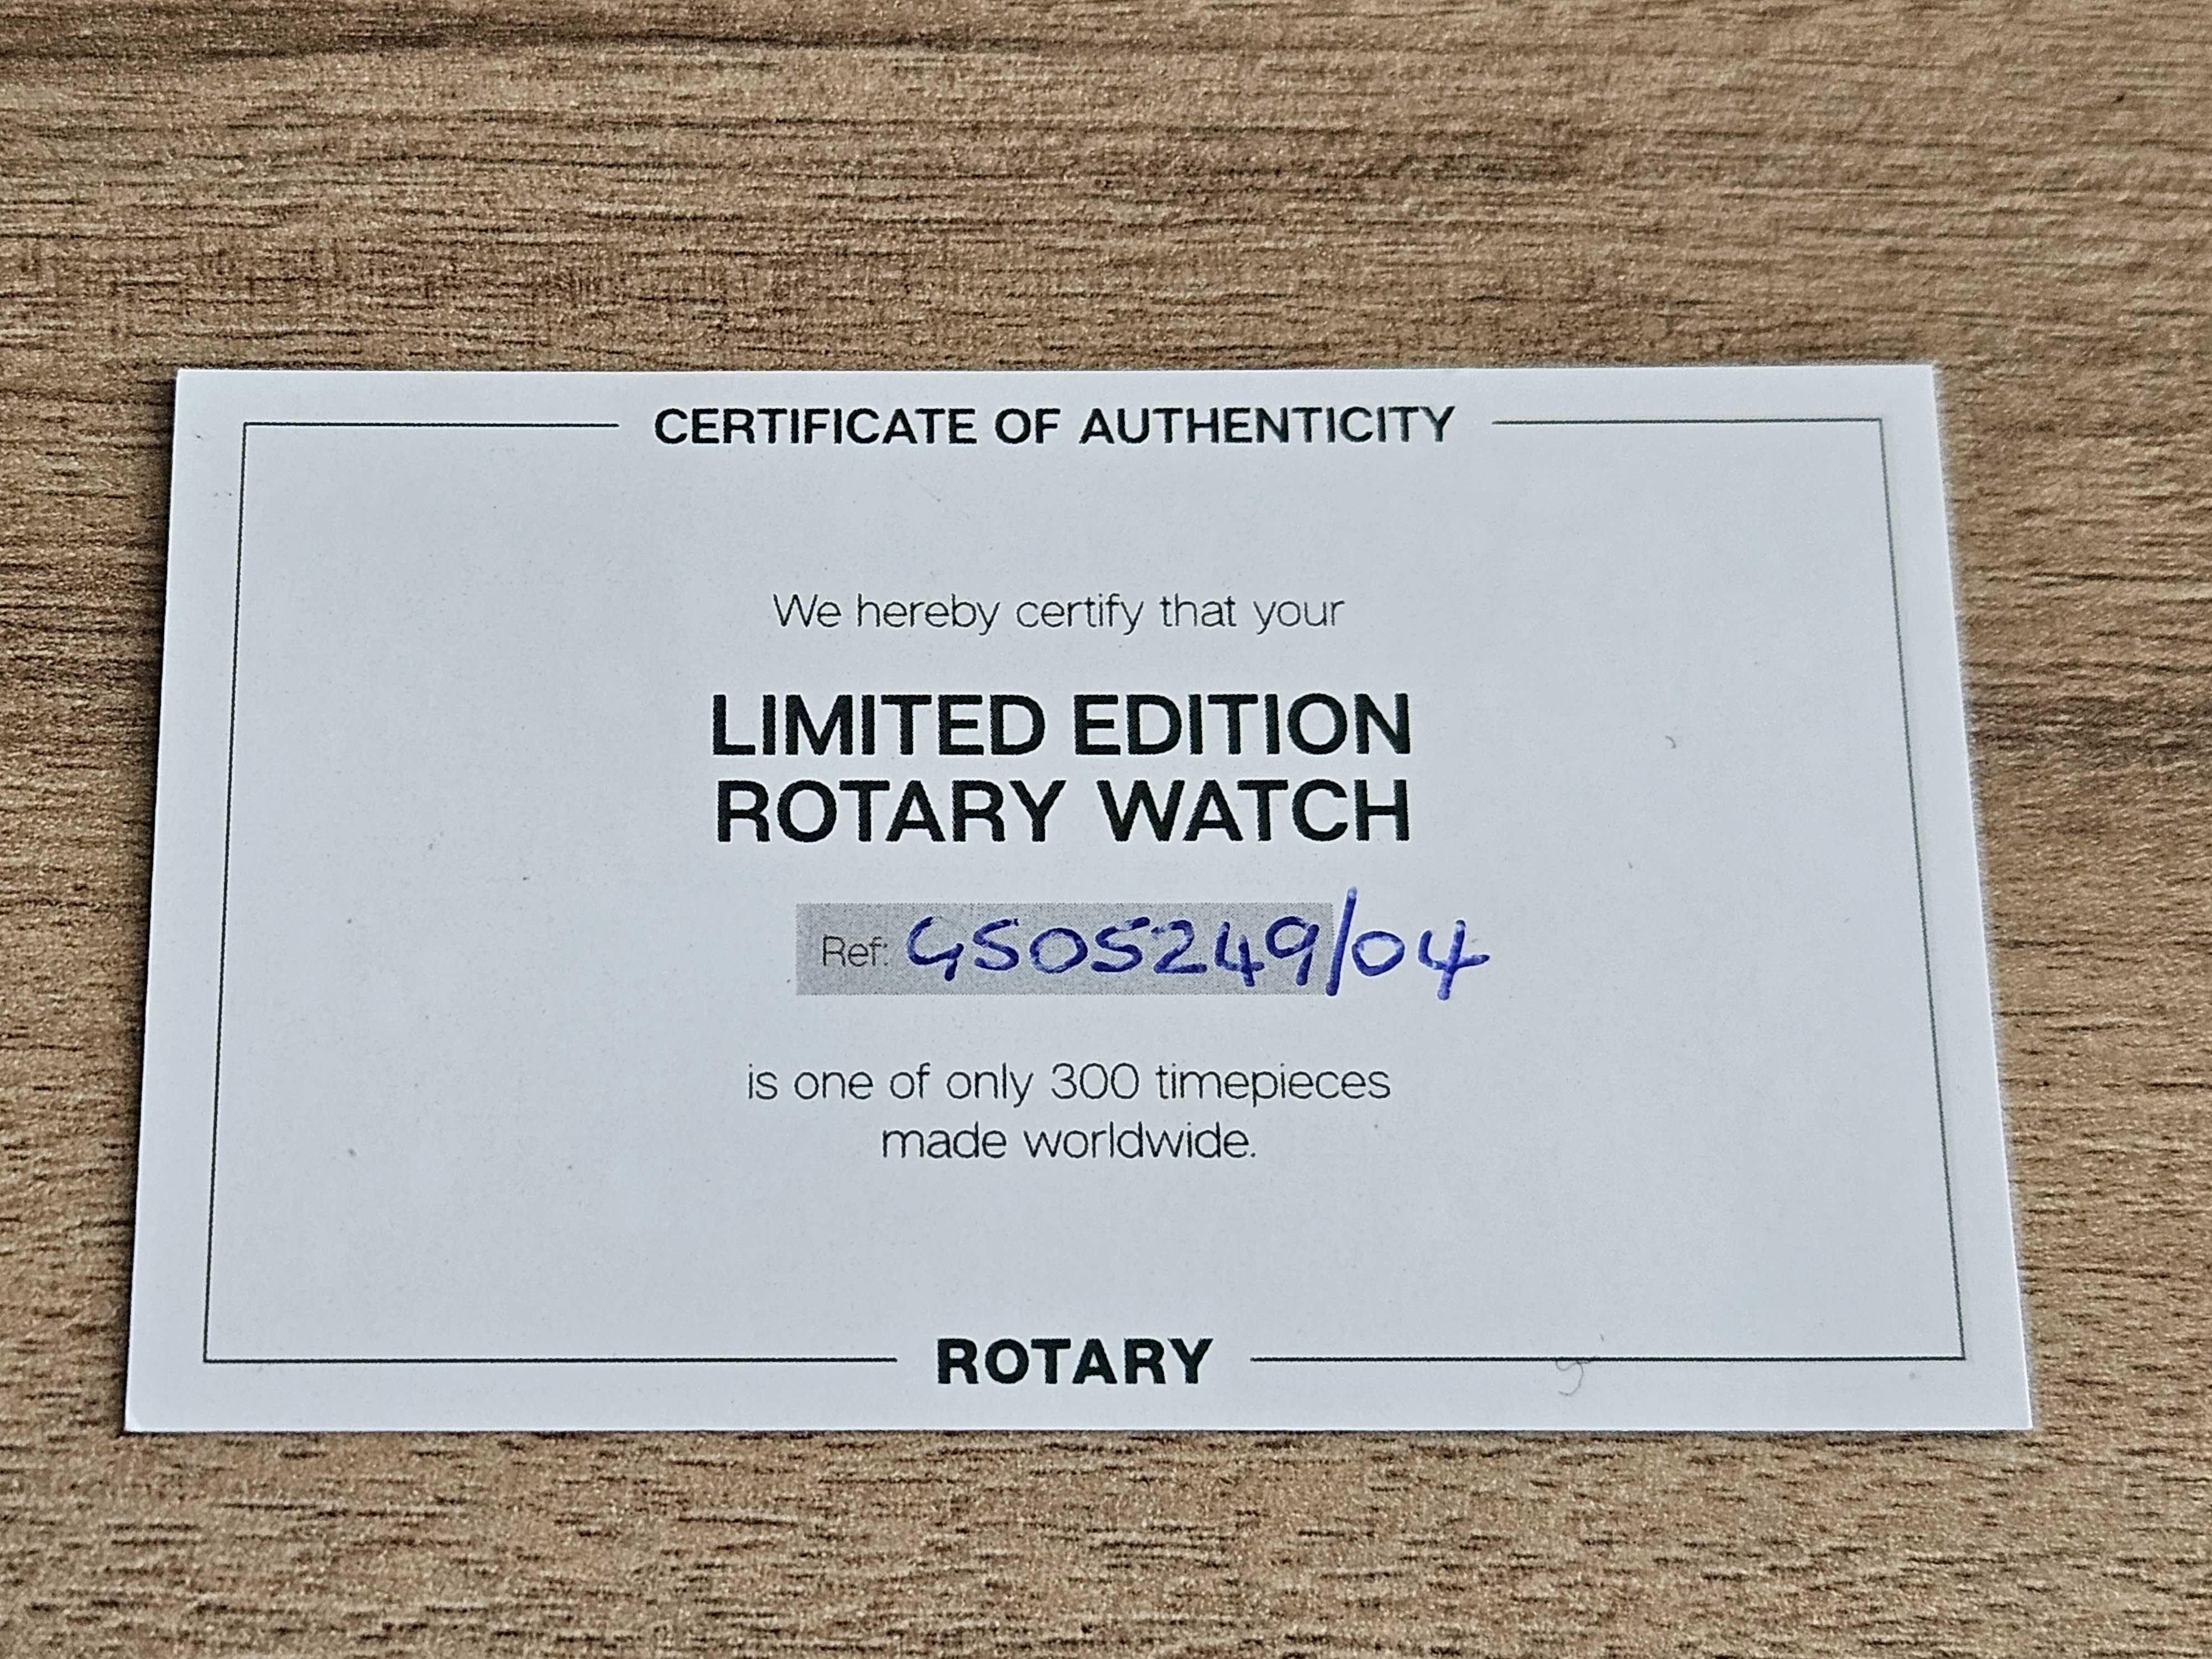 CERTIFICATE OF AUTHENTICITY
We hereby certify that your
LIMITED EDITION
ROTARY WATCH
Ref: GS05249/04
is one of only 300 timepieces
made worldwide.
ROTARY